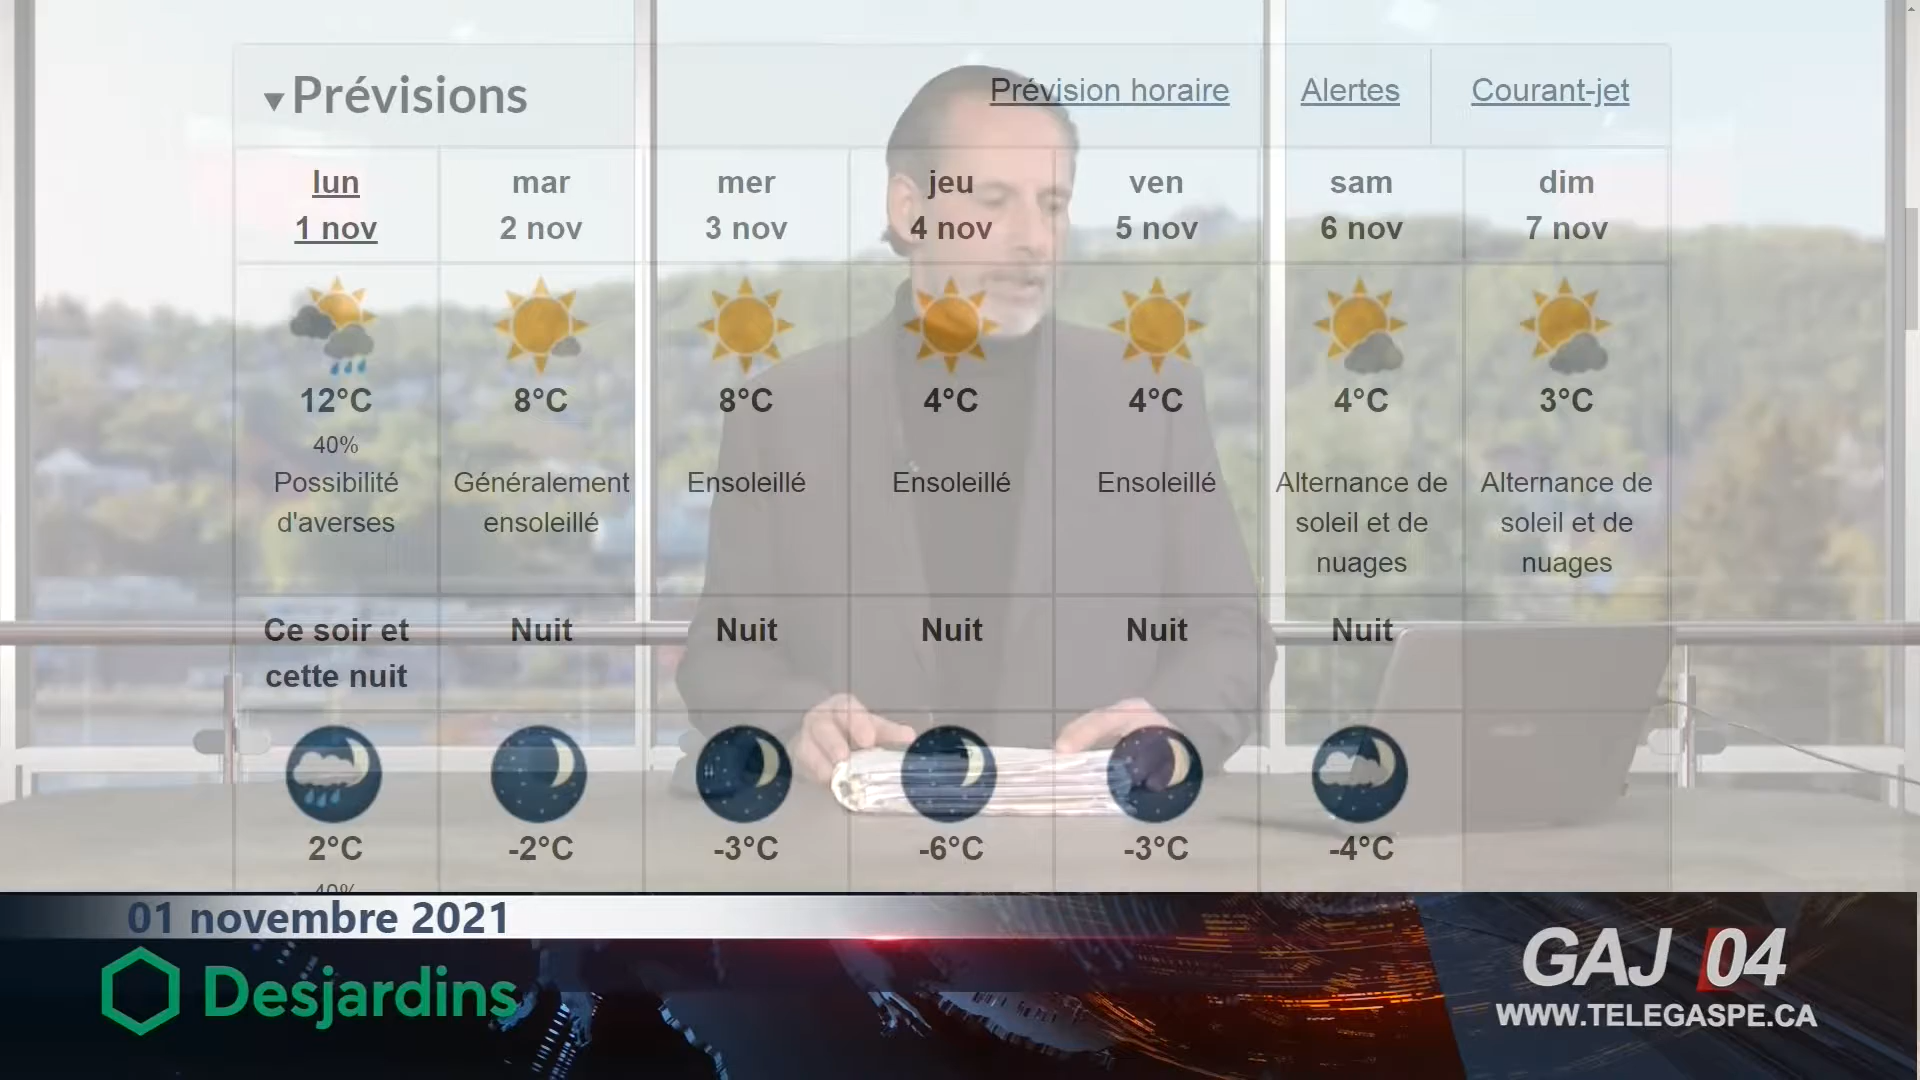 ▼Prévisions
Prévision horaire
Alertes
Courant-jet
lun
1 nov
mar
2 nov
mer
3 nov
jeu
4 nov
ven
5 nov
sam
6 nov
dim
7 nov
12°C
8°C
8°C
4°C
4°C
4°C
3°C
40%
Possibilité
d'averses
Généralement
ensoleillé
Ensoleillé
Ensoleillé
Ensoleillé
Alternance de
soleil et de
nuages
Alternance de
soleil et de
nuages
Ce soir et
cette nuit
Nuit
Nuit
Nuit
Nuit
Nuit
2°C
-2°C
-3°C
-6°C
-3°C
-4°C
40%
01 novembre 2021
Desjardins
GAJ 04
WWW.TELEGASPE.CA